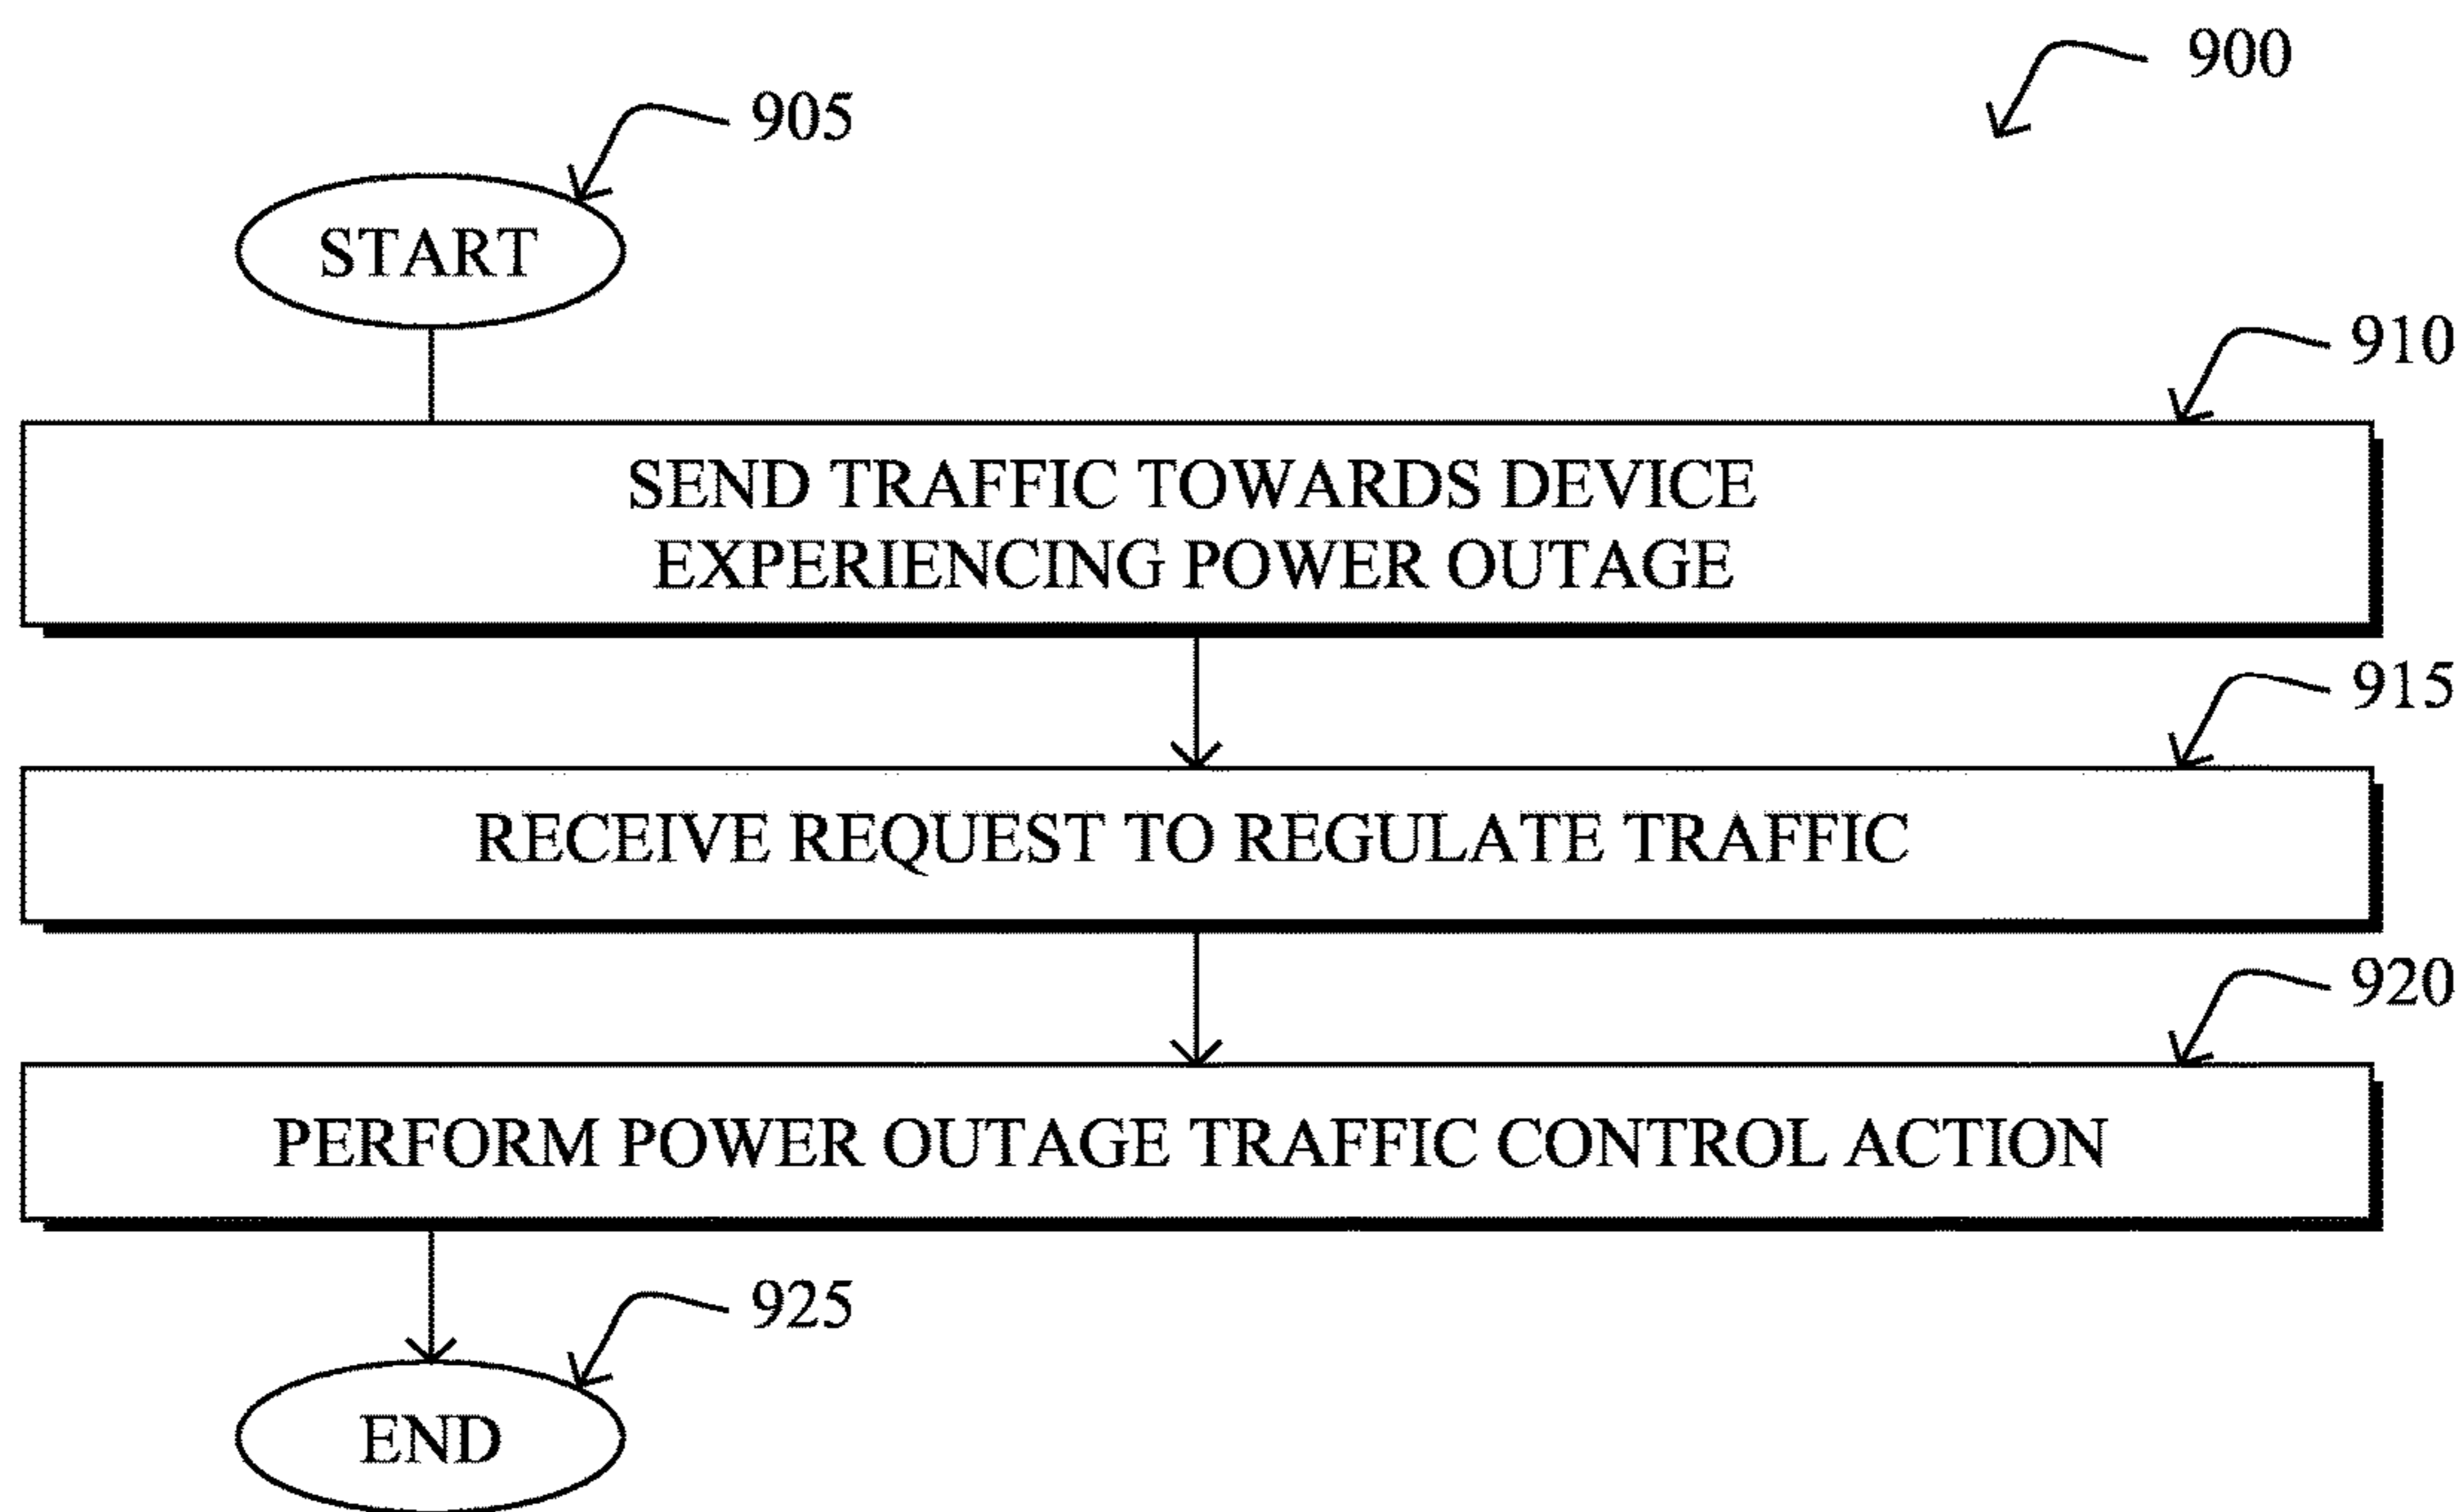 900
905
START
910
SEND TRAFFIC TOWARDS DEVICE
EXPERIENCING POWER OUTAGE
915
RECEIVE REQUEST TO REGULATE TRAFFIC
920
PERFORM POWER OUTAGE TRAFFIC CONTROL ACTION
925
END